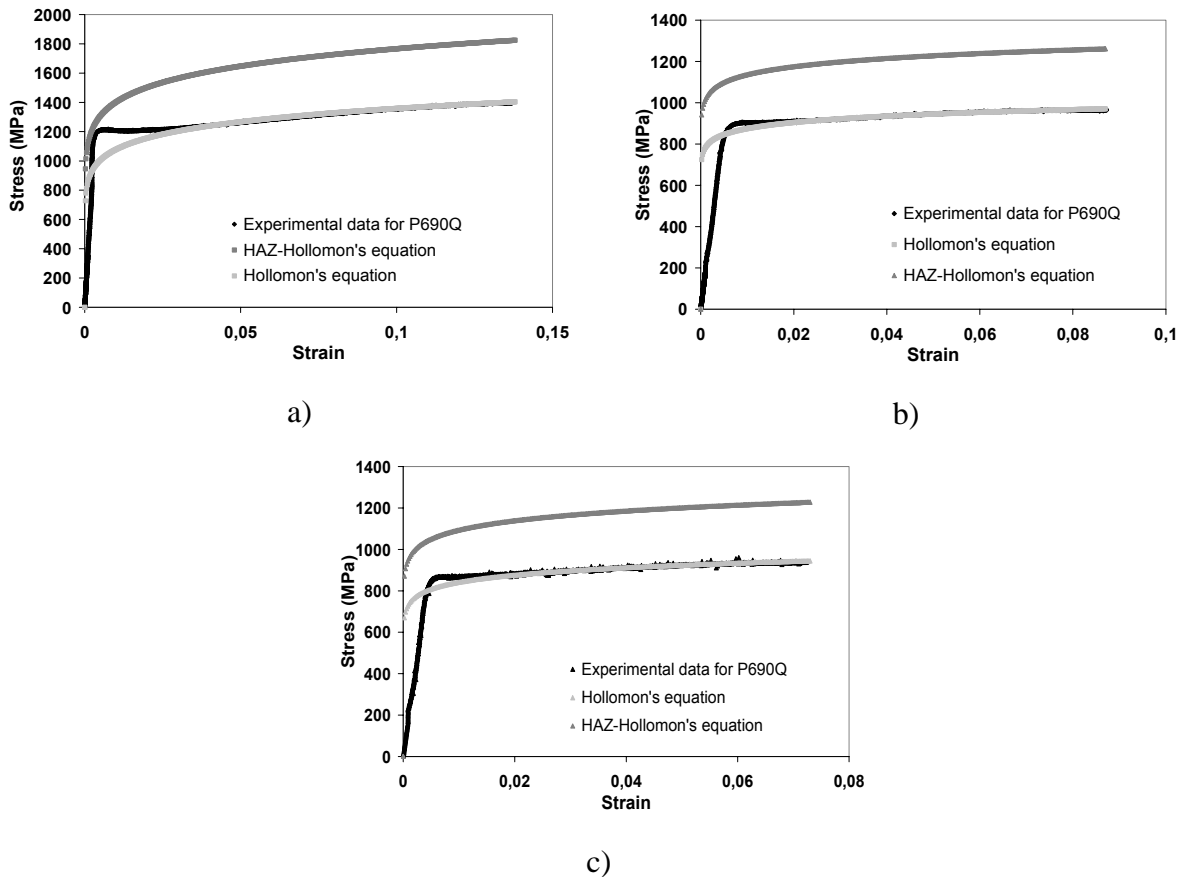 2000
1800
1600
1400
1200
1000
800
600
400
200
0
Stress (MPa)
Experimental data for P690Q
HAZ-Hollomon's equation
Hollomon's equation
0 0,05 0,1 0,15
Strain
a)
1400
1200
1000
800
600
400
200
0
Stress (MPa)
Experimental data for P690Q
Hollomon's equation
HAZ-Hollomon's equation
0 0,02 0,04 0,06 0,08 0,1
Strain
b)
1400
1200
1000
800
600
400
200
0
Stress (MPa)
Experimental data for P690Q
Hollomon's equation
HAZ-Hollomon's equation
0 0,02 0,04 0,06 0,08
Strain
c)